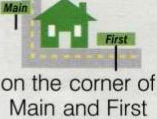 Main
First
on the corner of
Main and First